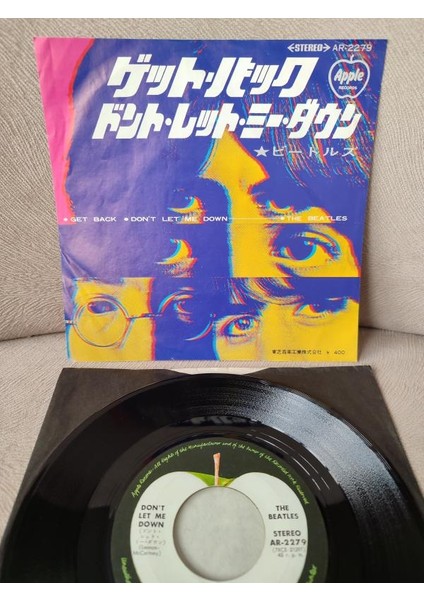 ←STEREO→ AR-2279
Apple
RECORDS
ゲット・バック
ドント・レット・ミー・ダウン
★ビートルズ
●GET BACK ●DON'T LET ME DOWN ●THE BEATLES
東芝音楽工業株式会社 ¥ 400
DON'T
LET ME
DOWN
THE
BEATLES
STEREO
AR-2279